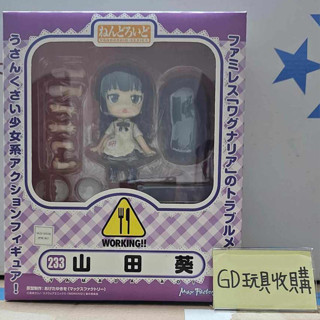 ねんどろいど
うさんくさい少女系アクションフィギュア!
ファミレス「ワグナリア」のトラブルメ
WORKING!!
233 山田葵
Max Factory
GD玩具收購